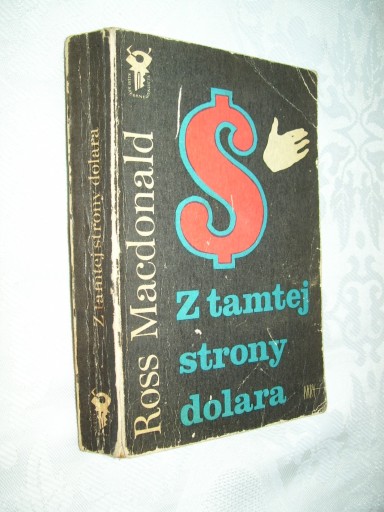 Z tamtej strony dolara
Ross Macdonald
$
Z tamtej
strony
dolara